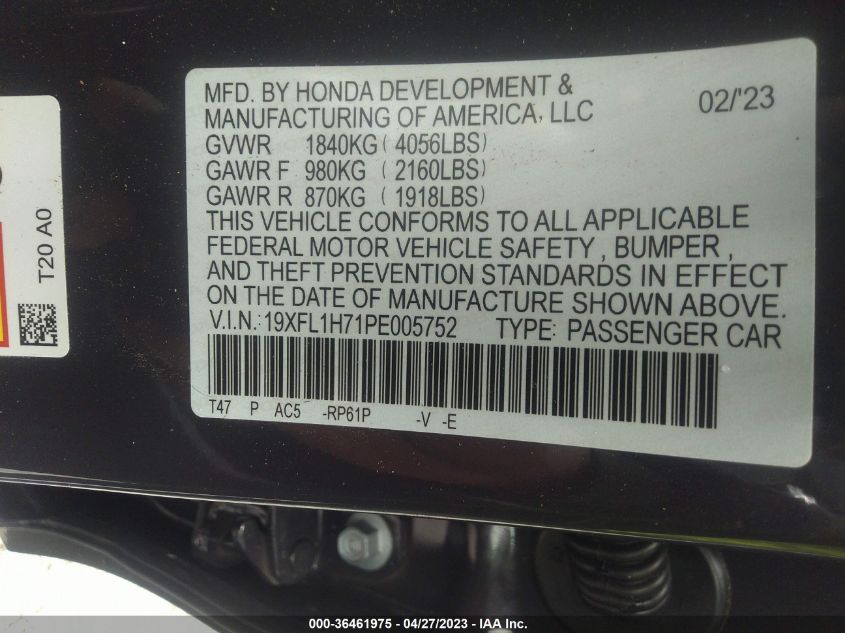 MFD. BY HONDA DEVELOPMENT &
MANUFACTURING OF AMERICA, LLC 02/'23
GVWR 1840KG ( 4056LBS)
GAWR F 980KG ( 2160LBS)
GAWR R 870KG ( 1918LBS)
THIS VEHICLE CONFORMS TO ALL APPLICABLE
FEDERAL MOTOR VEHICLE SAFETY , BUMPER ,
AND THEFT PREVENTION STANDARDS IN EFFECT
ON THE DATE OF MANUFACTURE SHOWN ABOVE.
V.I.N.: 19XFL1H71PE005752 TYPE: PASSENGER CAR
T47 P AC5 -RP61P -V -E
T20 A0
000-36461975 / 04/27/2023 - IAA Inc.